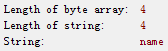 Length of byte array: 4
Length of string: 4
String: name